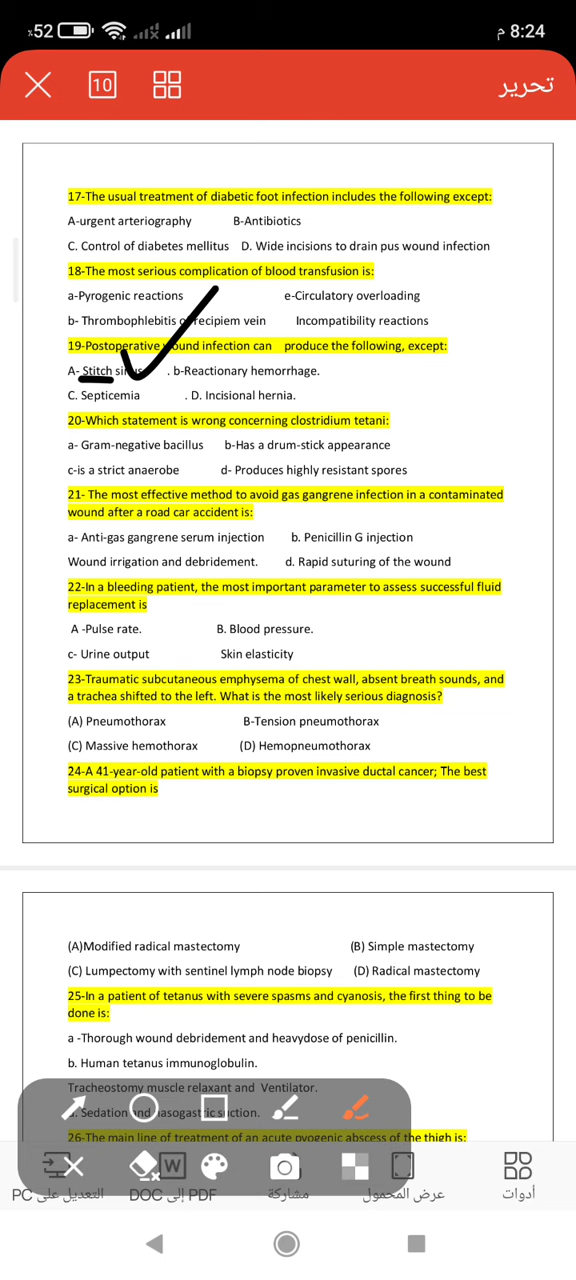 %52 8:24 م
10 تحرير
17-The usual treatment of diabetic foot infection includes the following except:
A-urgent arteriography B-Antibiotics
C. Control of diabetes mellitus D. Wide incisions to drain pus wound infection
18-The most serious complication of blood transfusion is:
a-Pyrogenic reactions e-Circulatory overloading
b- Thrombophlebitis of recipiem vein Incompatibility reactions
19-Postoperative wound infection can produce the following, except:
A- Stitch sinus . b-Reactionary hemorrhage.
C. Septicemia . D. Incisional hernia.
20-Which statement is wrong concerning clostridium tetani:
a- Gram-negative bacillus b-Has a drum-stick appearance
c-is a strict anaerobe d- Produces highly resistant spores
21- The most effective method to avoid gas gangrene infection in a contaminated
wound after a road car accident is:
a- Anti-gas gangrene serum injection b. Penicillin G injection
Wound irrigation and debridement. d. Rapid suturing of the wound
22-In a bleeding patient, the most important parameter to assess successful fluid
replacement is
A -Pulse rate. B. Blood pressure.
c- Urine output Skin elasticity
23-Traumatic subcutaneous emphysema of chest wall, absent breath sounds, and
a trachea shifted to the left. What is the most likely serious diagnosis?
(A) Pneumothorax B-Tension pneumothorax
(C) Massive hemothorax (D) Hemopneumothorax
24-A 41-year-old patient with a biopsy proven invasive ductal cancer; The best
surgical option is
(A)Modified radical mastectomy (B) Simple mastectomy
(C) Lumpectomy with sentinel lymph node biopsy (D) Radical mastectomy
25-In a patient of tetanus with severe spasms and cyanosis, the first thing to be
done is:
a -Thorough wound debridement and heavydose of penicillin.
b. Human tetanus immunoglobulin.
Tracheostomy muscle relaxant and Ventilator.
d. Sedation and nasogastric suction.
26-The main line of treatment of an acute pyogenic abscess of the thigh is:
W
أدوات عرض المحمول مشاركة PDF إلى DOC التعديل على PC